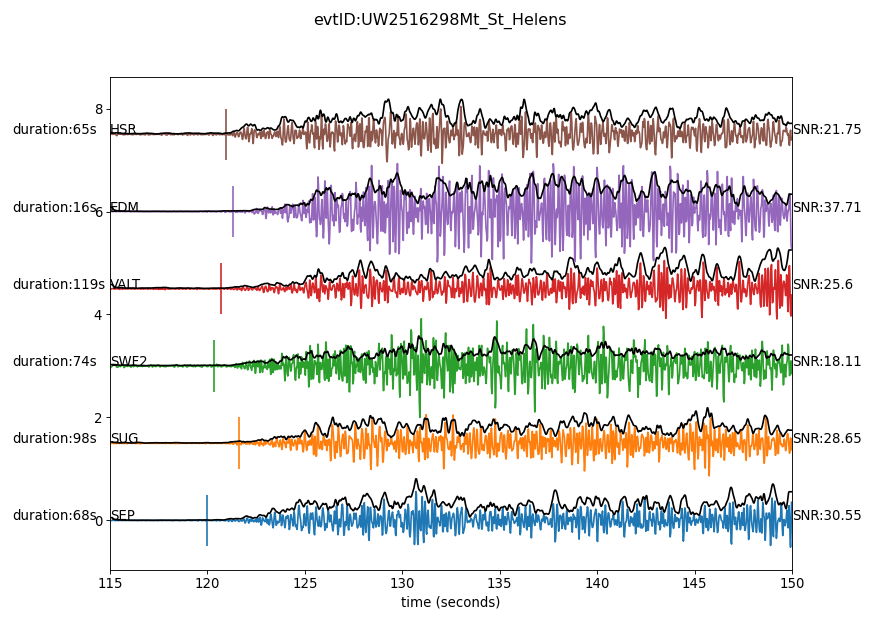 evtID:UW2516298Mt_St_Helens
8
duration:65s HSR SNR:21.75
duration:16s EDM SNR:37.71
6
duration:119s VALT SNR:25.6
4
duration:74s SWF2 SNR:18.11
2
duration:98s SUG SNR:28.65
duration:68s SEP SNR:30.55
0
115 120 125 130 135 140 145 150
time (seconds)